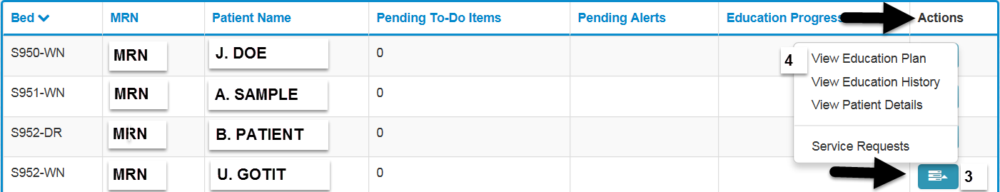 Bed MRN Patient Name Pending To-Do Items Pending Alerts Education Progress Actions
S950-WN MRN J. DOE 0
4 View Education Plan
View Education History
S951-WN MRN A. SAMPLE 0
View Patient Details
S952-DR MRN B. PATIENT 0
Service Requests
S952-WN MRN U. GOTIT 0 3